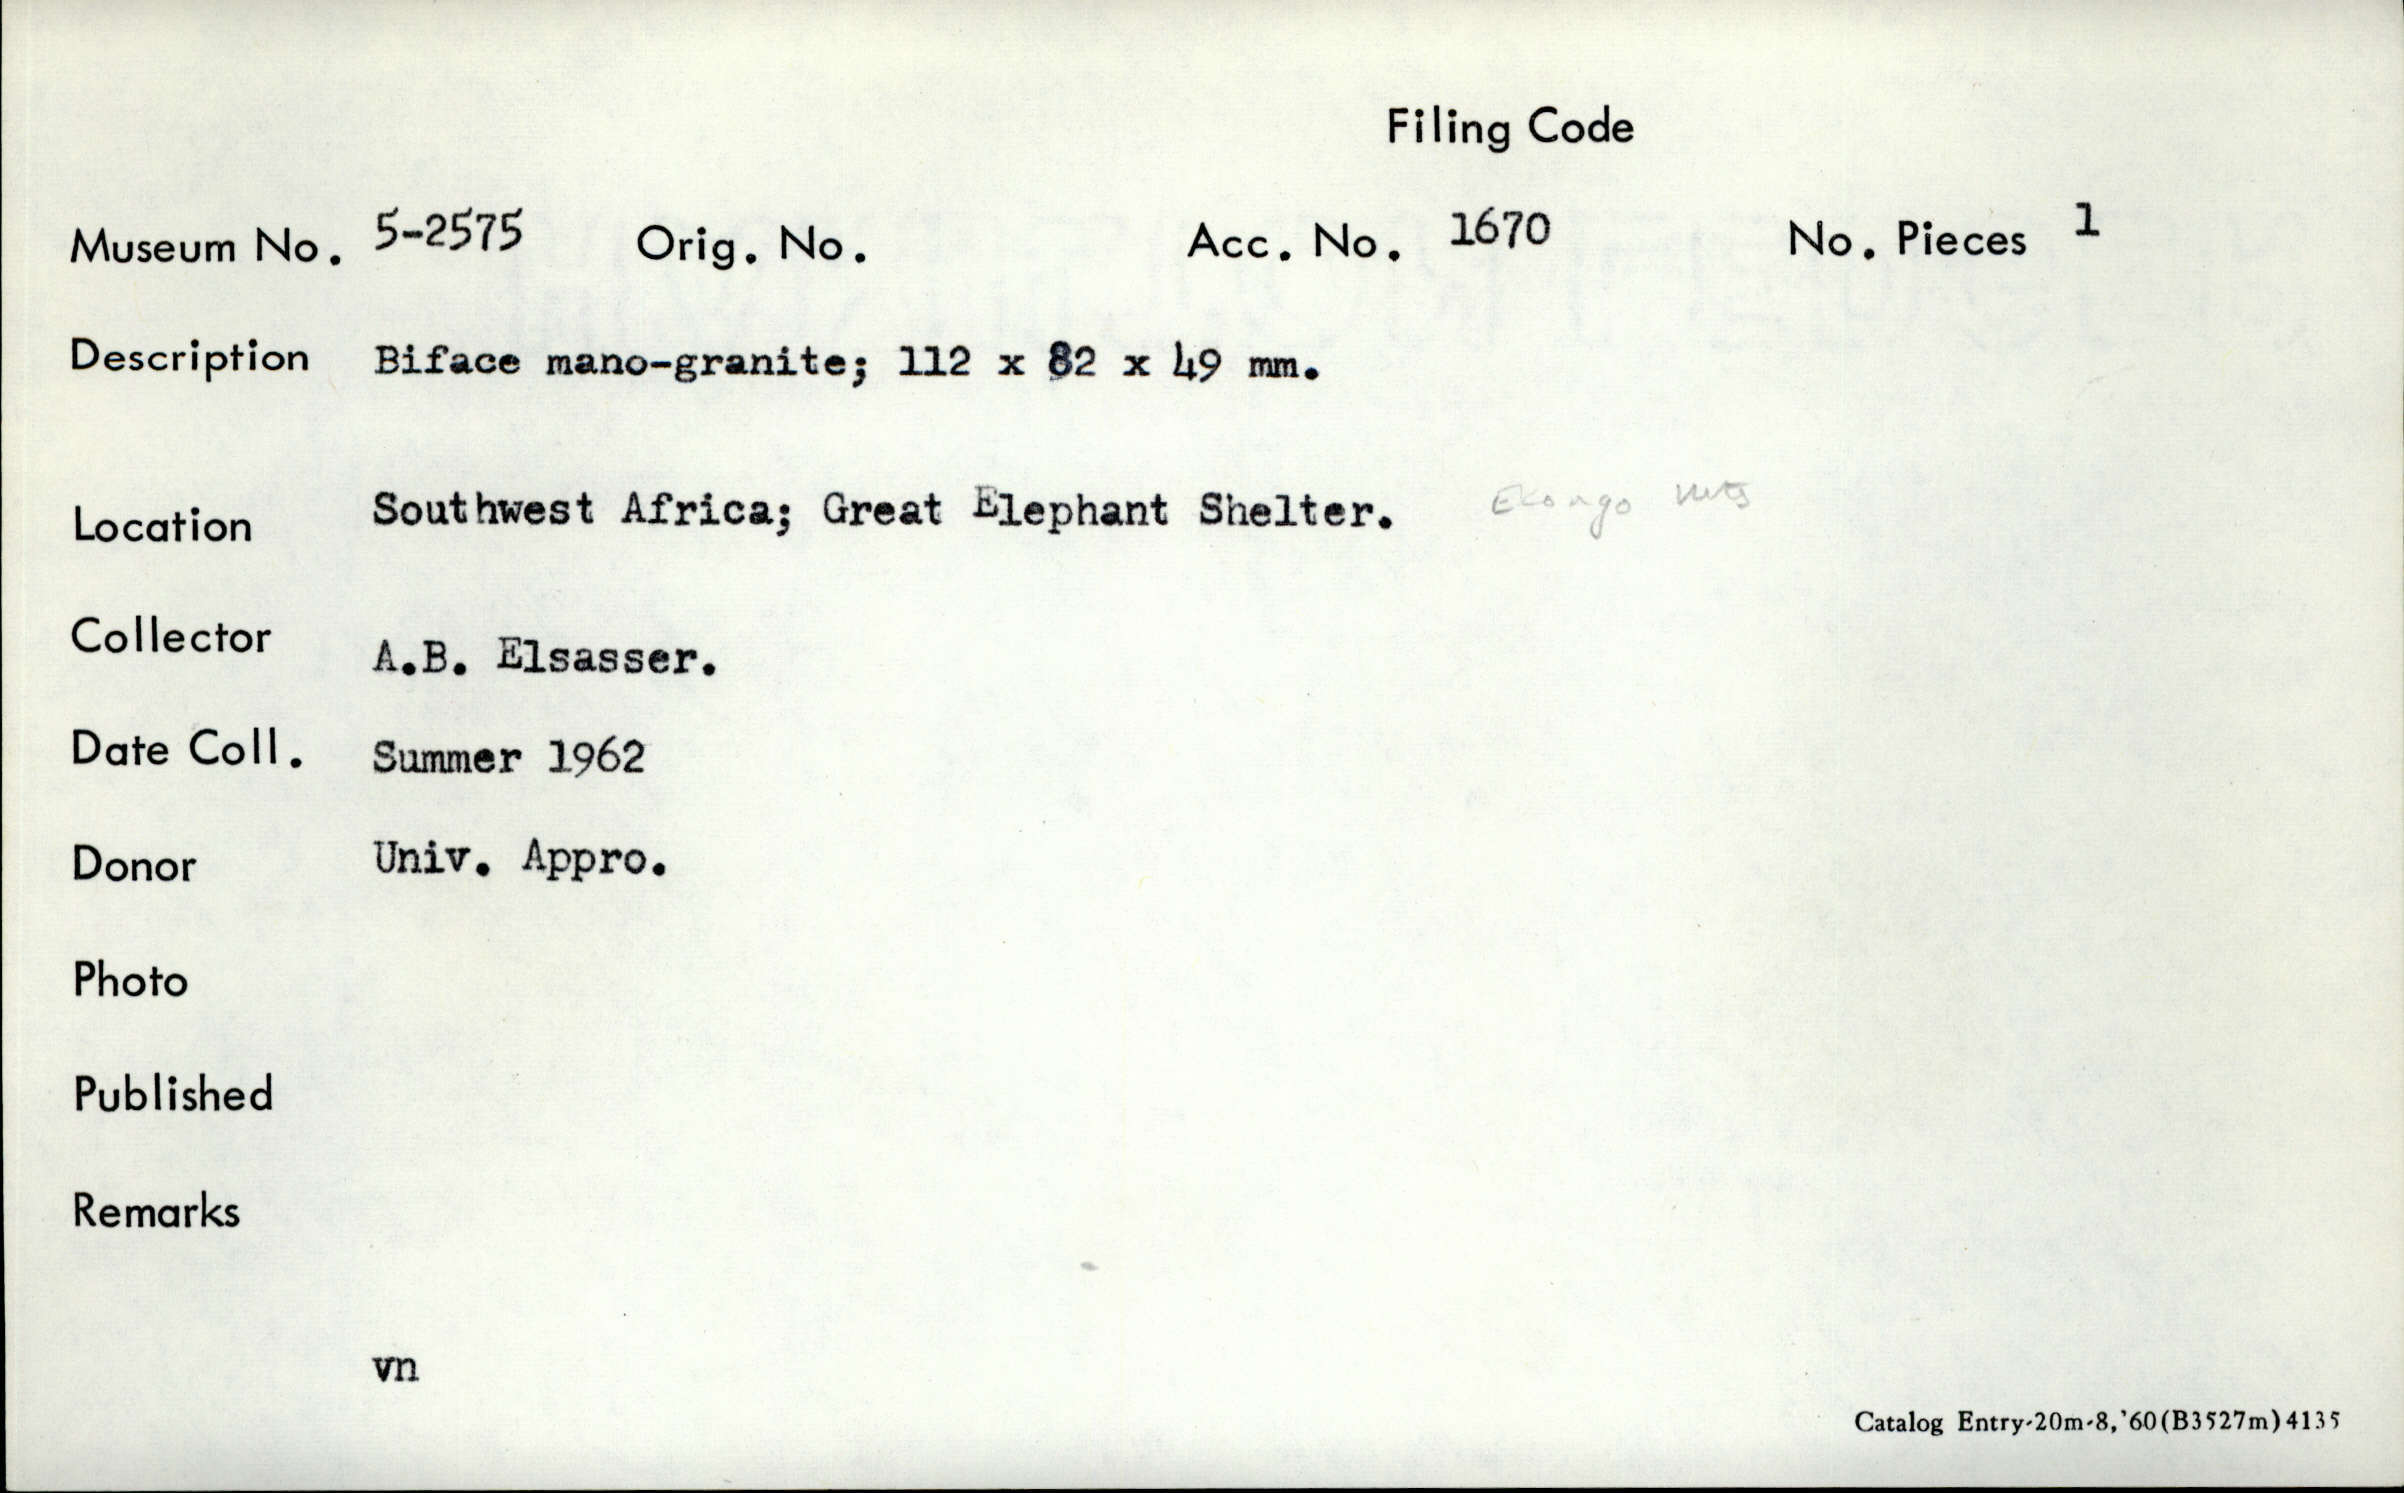 Filing Code
Museum No. 5-2575 Orig. No. Acc. No. 1670 No. Pieces 1
Description Biface mano-granite; 112 x 82 x 49 mm.
Location Southwest Africa; Great Elephant Shelter. Mts
Collector A.B. Elsasser.
Date Coll. Summer 1962
Donor Univ. Appro.
Photo
Published
Remarks
vn
Catalog Entry-20m-8,'60(B3527m)4135